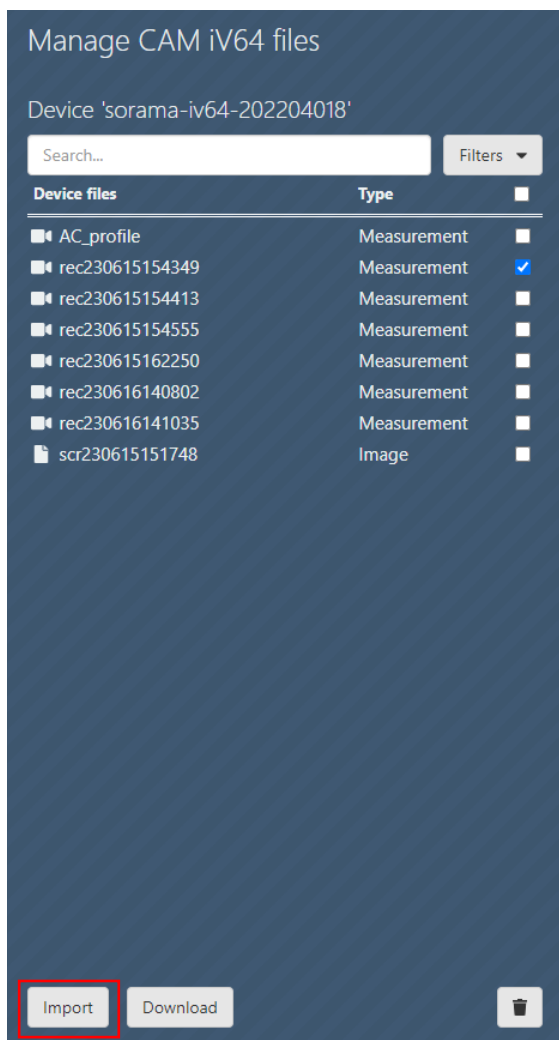 Manage CAM iV64 files
Device 'sorama-iv64-202204018'
Search...
Filters
Device files Type
AC_profile Measurement
rec230615154349 Measurement
rec230615154413 Measurement
rec230615154555 Measurement
rec230615162250 Measurement
rec230616140802 Measurement
rec230616141035 Measurement
scr230615151748 Image
Import Download